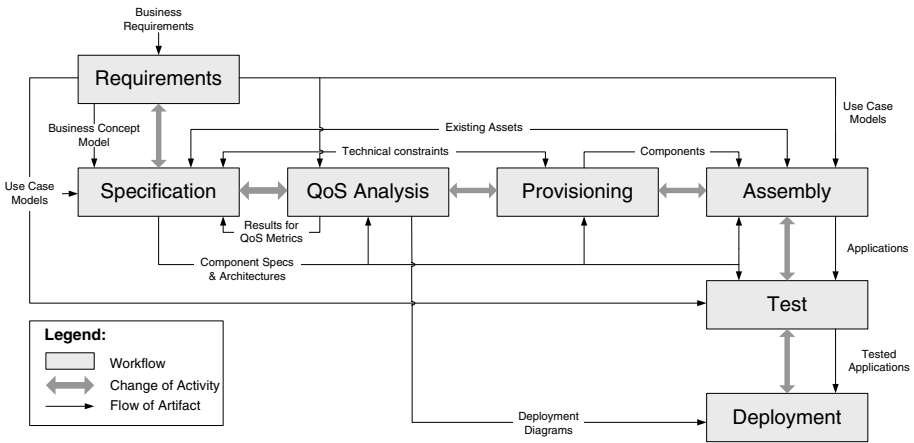 Business
Requirements
Requirements
Business Concept
Model
Existing Assets
Use Case
Models
Technical constraints
Components
Use Case
Models
Specification
QoS Analysis
Provisioning
Assembly
Results for
QoS Metrics
Component Specs
& Architectures
Applications
Test
Legend:
Workflow
Change of Activity
Flow of Artifact
Tested
Applications
Deployment
Diagrams
Deployment